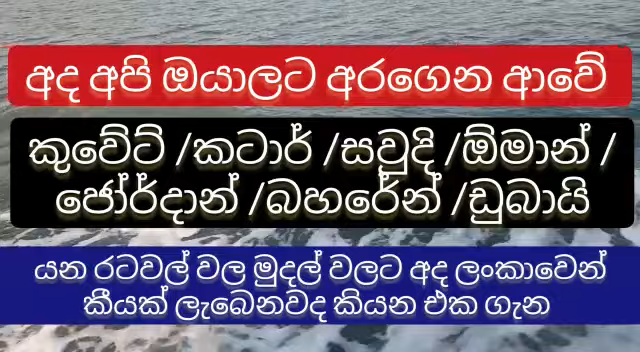 අද අපි ඔයාලට අරගෙන ආවේ
කුවේට් /කටාර් /සවුදි /ඕමාන් /
ජෝර්දාන් /බහරේන් /ඩුබායි
යන රටවල් වල මුදල් වලට අද ලංකාවෙන්
කීයක් ලැබෙනවද කියන එක ගැන